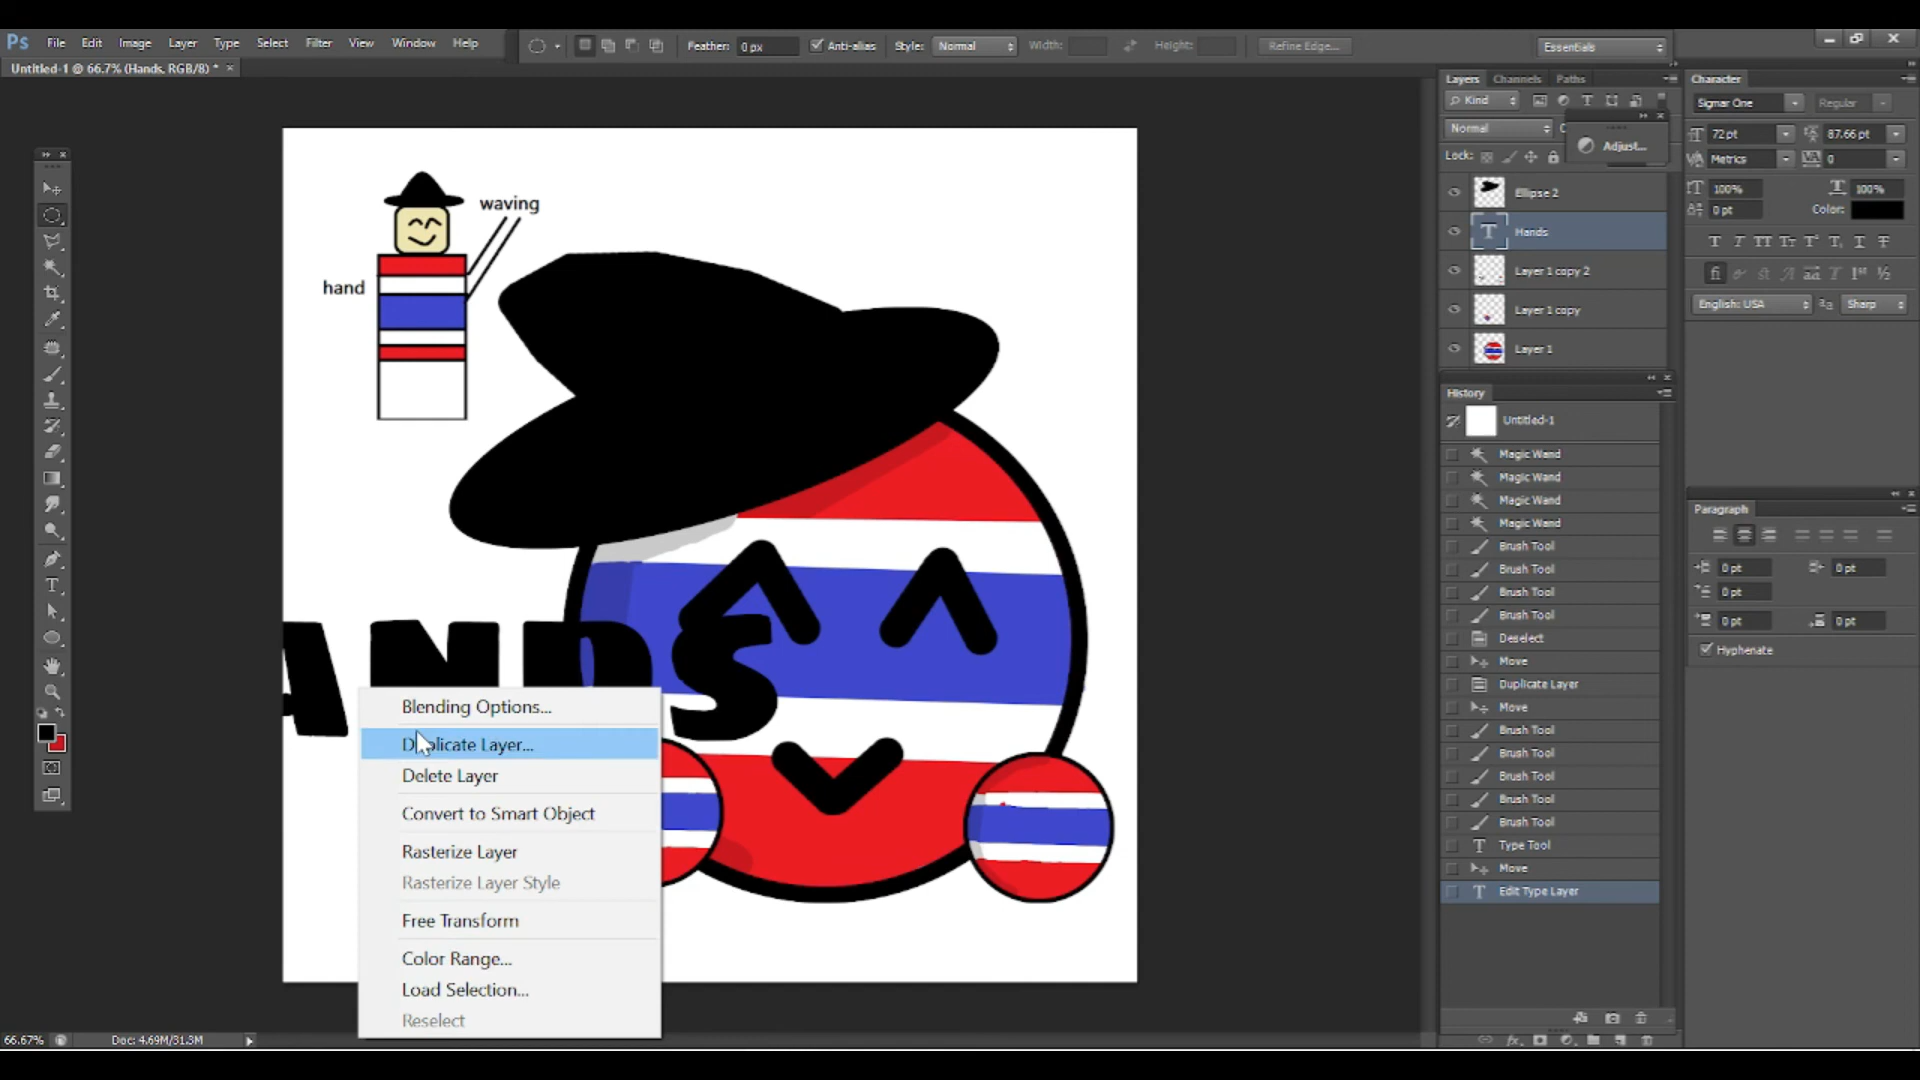 Ps File Edit Image Layer Type Select Filter View Window Help
Feather: 0 px Anti-alias Style: Normal Width: Height: Refine Edge... Essentials
Untitled-1 @ 66.7% (Hands, RGB/8) *
waving
hand
ANDS
Blending Options...
Duplicate Layer...
Delete Layer
Convert to Smart Object
Rasterize Layer
Rasterize Layer Style
Free Transform
Color Range...
Load Selection...
Reselect
66.67% Doc: 4.69M/31.3M
Layers Channels Paths
Kind
Normal
Adjust...
Lock:
Ellipse 2
Hands
Layer 1 copy 2
Layer 1 copy
Layer 1
History
Untitled-1
Magic Wand
Magic Wand
Magic Wand
Magic Wand
Brush Tool
Brush Tool
Brush Tool
Brush Tool
Deselect
Move
Duplicate Layer
Move
Brush Tool
Brush Tool
Brush Tool
Brush Tool
Brush Tool
Type Tool
Move
Edit Type Layer
Character
Sigmar One Regular
72 pt 87.66 pt
Metrics 0
100% 100%
0 pt Color:
English: USA Sharp
Paragraph
0 pt 0 pt
0 pt
0 pt 0 pt
Hyphenate